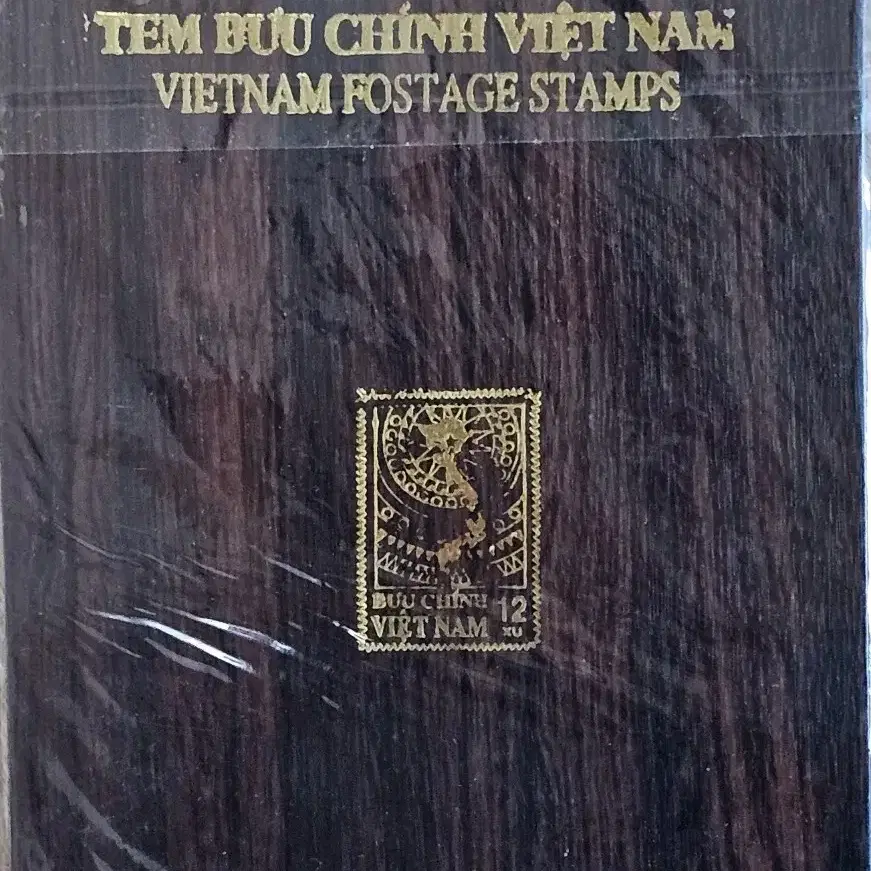 TEM BƯU CHÍNH VIỆT NAM
VIETNAM POSTAGE STAMPS
BƯU CHÍNH
VIỆT NAM
12
XU